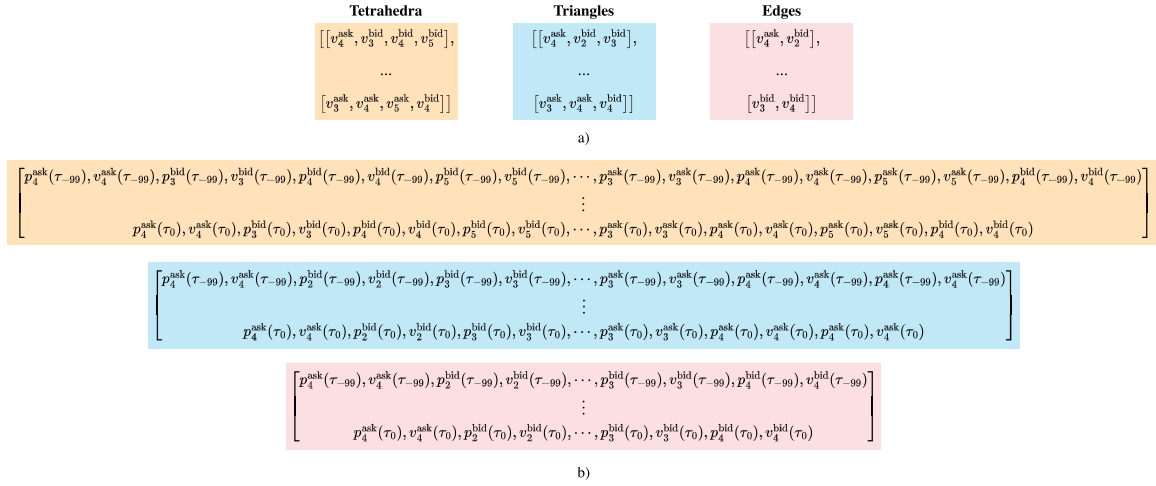 Tetrahedra Triangles Edges
[[v_4^ask, v_3^bid, v_4^bid, v_5^bid], [[v_4^ask, v_2^bid, v_3^bid], [[v_4^ask, v_2^bid],
... ... ...
[v_3^ask, v_4^ask, v_5^ask, v_4^bid]] [v_3^ask, v_4^ask, v_4^bid]] [v_3^bid, v_4^bid]]
a)
[p_4^ask(τ_−99), v_4^ask(τ_−99), p_3^bid(τ_−99), v_3^bid(τ_−99), p_4^bid(τ_−99), v_4^bid(τ_−99), p_5^bid(τ_−99), v_5^bid(τ_−99), ⋯, p_3^ask(τ_−99), v_3^ask(τ_−99), p_4^ask(τ_−99), v_4^ask(τ_−99), p_5^ask(τ_−99), v_5^ask(τ_−99), p_4^bid(τ_−99), v_4^bid(τ_−99)
⋮
p_4^ask(τ_0), v_4^ask(τ_0), p_3^bid(τ_0), v_3^bid(τ_0), p_4^bid(τ_0), v_4^bid(τ_0), p_5^bid(τ_0), v_5^bid(τ_0), ⋯, p_3^ask(τ_0), v_3^ask(τ_0), p_4^ask(τ_0), v_4^ask(τ_0), p_5^ask(τ_0), v_5^ask(τ_0), p_4^bid(τ_0), v_4^bid(τ_0)]
[p_4^ask(τ_−99), v_4^ask(τ_−99), p_2^bid(τ_−99), v_2^bid(τ_−99), p_3^bid(τ_−99), v_3^bid(τ_−99), ⋯, p_3^ask(τ_−99), v_3^ask(τ_−99), p_4^ask(τ_−99), v_4^ask(τ_−99), p_4^ask(τ_−99), v_4^ask(τ_−99)
⋮
p_4^ask(τ_0), v_4^ask(τ_0), p_2^bid(τ_0), v_2^bid(τ_0), p_3^bid(τ_0), v_3^bid(τ_0), ⋯, p_3^ask(τ_0), v_3^ask(τ_0), p_4^ask(τ_0), v_4^ask(τ_0), p_4^ask(τ_0), v_4^ask(τ_0)]
[p_4^ask(τ_−99), v_4^ask(τ_−99), p_2^bid(τ_−99), v_2^bid(τ_−99), ⋯, p_3^bid(τ_−99), v_3^bid(τ_−99), p_4^bid(τ_−99), v_4^bid(τ_−99)
⋮
p_4^ask(τ_0), v_4^ask(τ_0), p_2^bid(τ_0), v_2^bid(τ_0), ⋯, p_3^bid(τ_0), v_3^bid(τ_0), p_4^bid(τ_0), v_4^bid(τ_0)]
b)